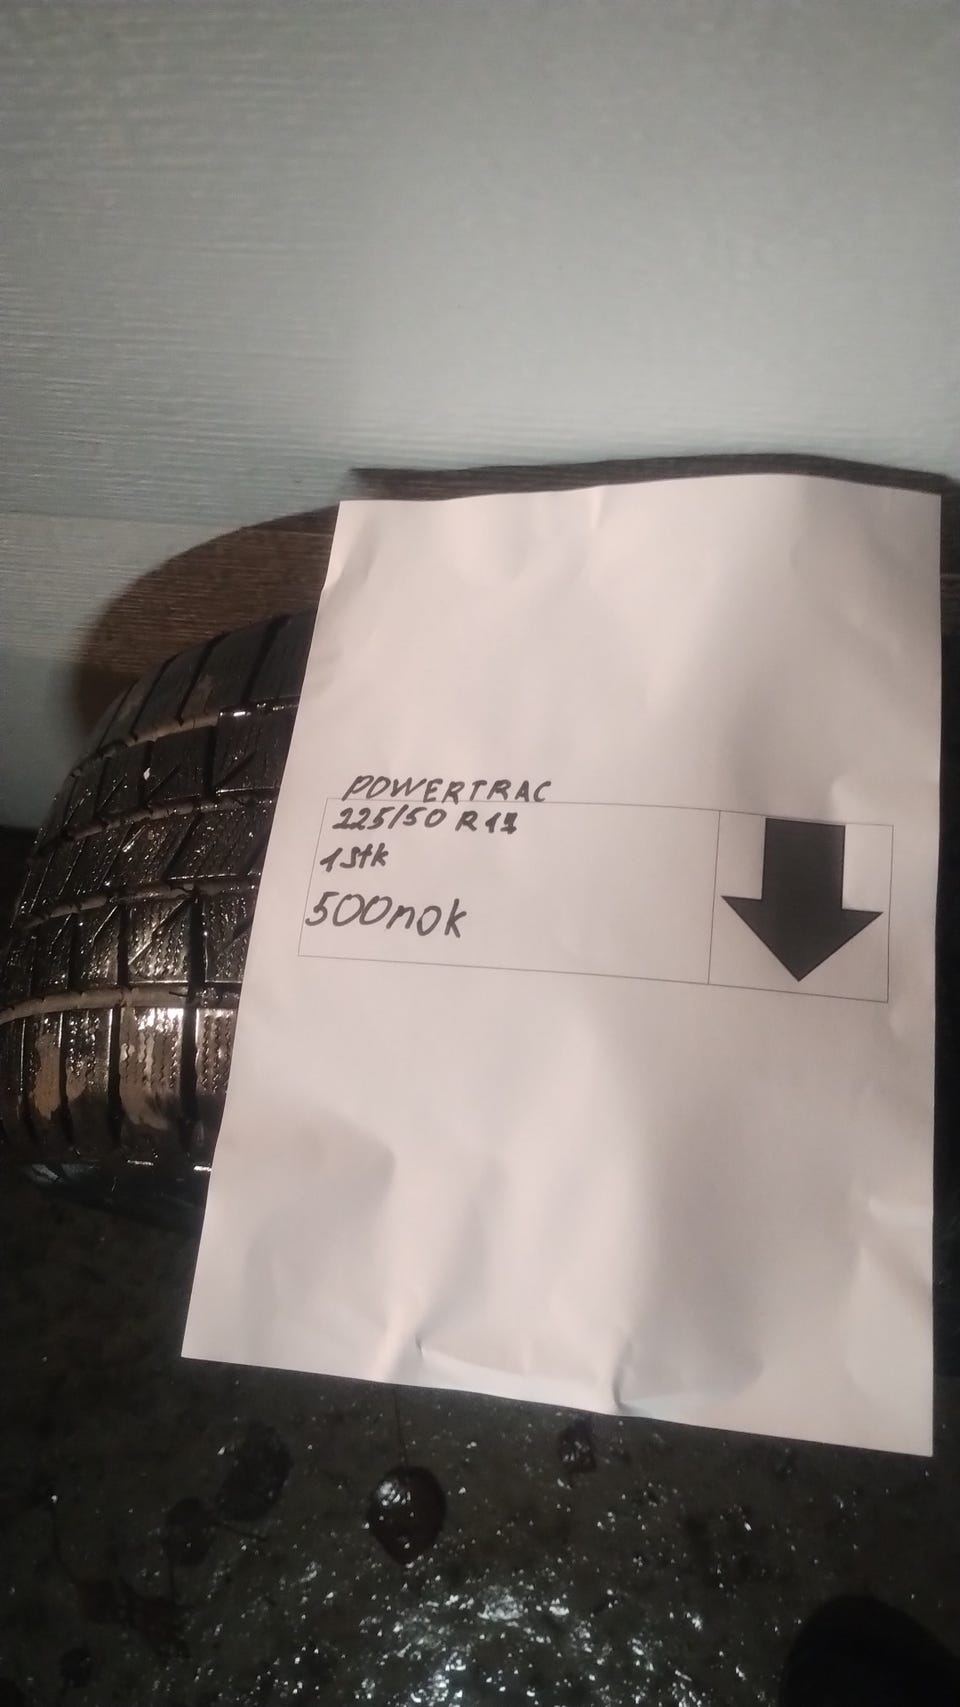 POWERTRAC
225/50 R17
1stk
500nok